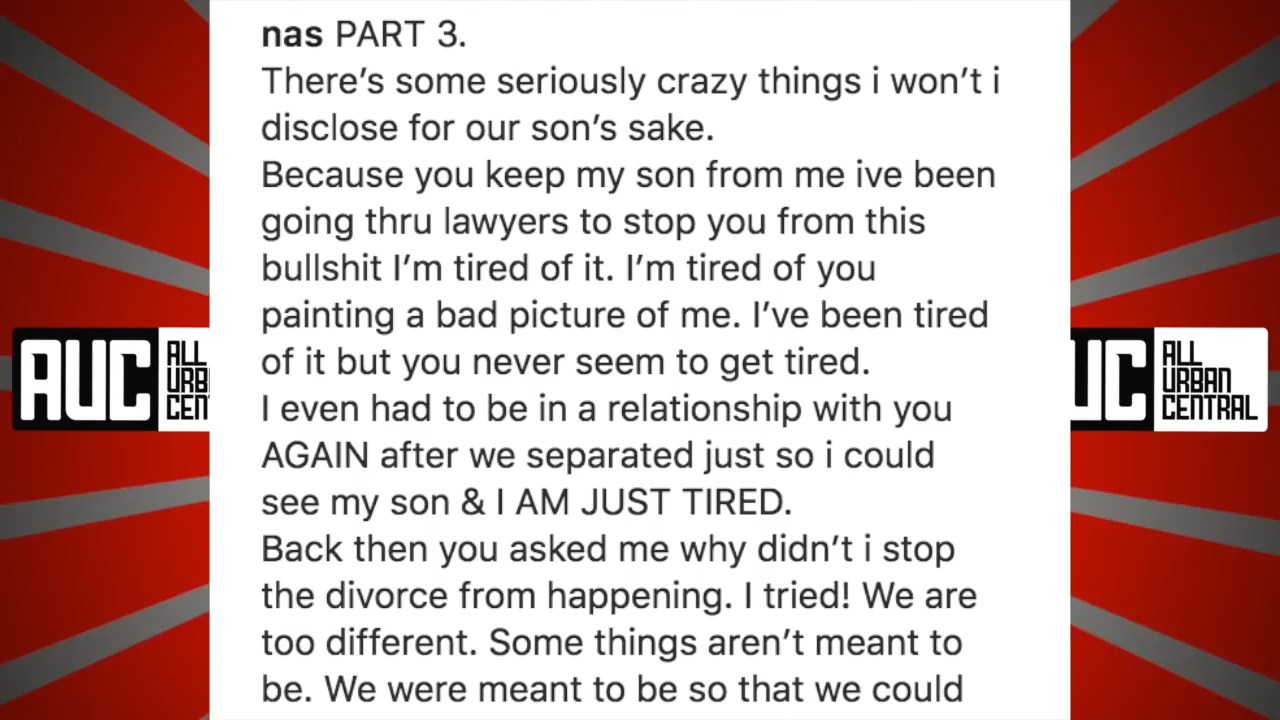 nas PART 3.
There's some seriously crazy things i won't i
disclose for our son's sake.
Because you keep my son from me ive been
going thru lawyers to stop you from this
bullshit I'm tired of it. I'm tired of you
painting a bad picture of me. I've been tired
of it but you never seem to get tired.
I even had to be in a relationship with you
AGAIN after we separated just so i could
see my son & I AM JUST TIRED.
Back then you asked me why didn't i stop
the divorce from happening. I tried! We are
too different. Some things aren't meant to
be. We were meant to be so that we could
AUC
ALL
URB
CEN
UC
ALL
URBAN
CENTRAL